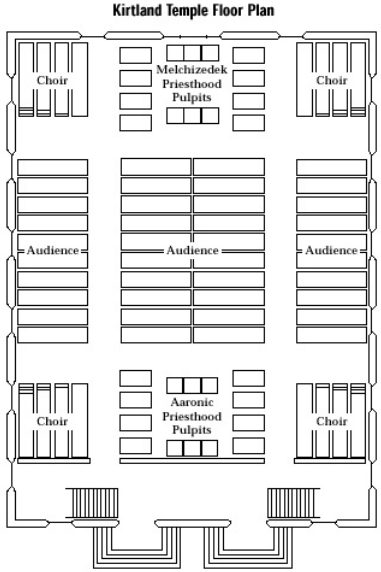 Kirtland Temple Floor Plan
Choir
Melchizedek
Priesthood
Pulpits
Choir
Audience
Audience
Audience
Choir
Aaronic
Priesthood
Pulpits
Choir